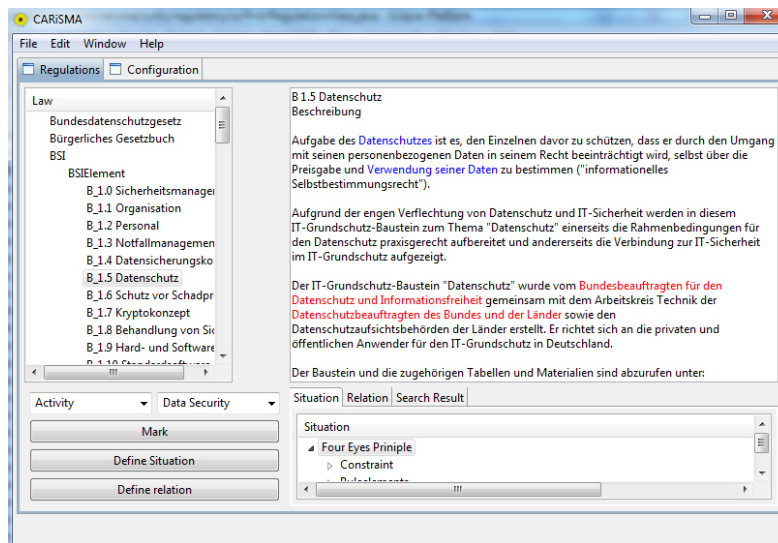 CARiSMA
File Edit Window Help
Regulations Configuration
Law
Bundesdatenschutzgesetz
Bürgerliches Gesetzbuch
BSI
BSIElement
B_1.0 Sicherheitsmanager
B_1.1 Organisation
B_1.2 Personal
B_1.3 Notfallmanagemen
B_1.4 Datensicherungsko
B_1.5 Datenschutz
B_1.6 Schutz vor Schadpr
B_1.7 Kryptokonzept
B_1.8 Behandlung von Sic
B_1.9 Hard- und Software
B_1.10 Standardsoftware
B 1.5 Datenschutz
Beschreibung
Aufgabe des Datenschutzes ist es, den Einzelnen davor zu schützen, dass er durch den Umgang
mit seinen personenbezogenen Daten in seinem Recht beeinträchtigt wird, selbst über die
Preisgabe und Verwendung seiner Daten zu bestimmen ("informationelles
Selbstbestimmungsrecht").
Aufgrund der engen Verflechtung von Datenschutz und IT-Sicherheit werden in diesem
IT-Grundschutz-Baustein zum Thema "Datenschutz" einerseits die Rahmenbedingungen für
den Datenschutz praxisgerecht aufbereitet und andererseits die Verbindung zur IT-Sicherheit
im IT-Grundschutz aufgezeigt.
Der IT-Grundschutz-Baustein "Datenschutz" wurde vom Bundesbeauftragten für den
Datenschutz und Informationsfreiheit gemeinsam mit dem Arbeitskreis Technik der
Datenschutzbeauftragten des Bundes und der Länder sowie den
Datenschutzaufsichtsbehörden der Länder erstellt. Er richtet sich an die privaten und
öffentlichen Anwender für den IT-Grundschutz in Deutschland.
Der Baustein und die zugehörigen Tabellen und Materialien sind abzurufen unter:
Activity Data Security
Mark
Define Situation
Define relation
Situation Relation Search Result
Situation
Four Eyes Priniple
Constraint
Ruleelements